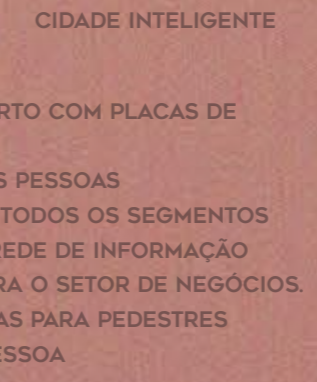 CIDADE INTELIGENTE
RTO COM PLACAS DE
S PESSOAS
TODOS OS SEGMENTOS
REDE DE INFORMAÇÃO
RA O SETOR DE NEGÓCIOS.
AS PARA PEDESTRES
ESSOA